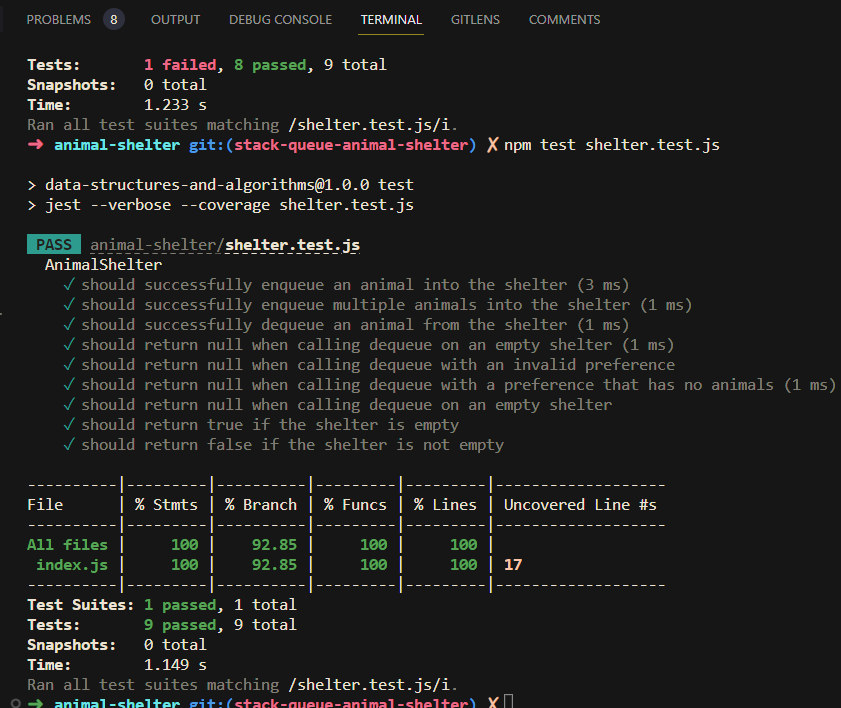 PROBLEMS 8 OUTPUT DEBUG CONSOLE TERMINAL GITLENS COMMENTS
Tests: 1 failed, 8 passed, 9 total
Snapshots: 0 total
Time: 1.233 s
Ran all test suites matching /shelter.test.js/i.
➜ animal-shelter git:(stack-queue-animal-shelter) ✗ npm test shelter.test.js
> data-structures-and-algorithms@1.0.0 test
> jest --verbose --coverage shelter.test.js
PASS animal-shelter/shelter.test.js
AnimalShelter
✓ should successfully enqueue an animal into the shelter (3 ms)
✓ should successfully enqueue multiple animals into the shelter (1 ms)
✓ should successfully dequeue an animal from the shelter (1 ms)
✓ should return null when calling dequeue on an empty shelter (1 ms)
✓ should return null when calling dequeue with an invalid preference
✓ should return null when calling dequeue with a preference that has no animals (1 ms)
✓ should return null when calling dequeue on an empty shelter
✓ should return true if the shelter is empty
✓ should return false if the shelter is not empty
----------|---------|----------|---------|---------|-------------------
File      | % Stmts | % Branch | % Funcs | % Lines | Uncovered Line #s
----------|---------|----------|---------|---------|-------------------
All files |     100 |    92.85 |     100 |     100 |
 index.js |     100 |    92.85 |     100 |     100 | 17
----------|---------|----------|---------|---------|-------------------
Test Suites: 1 passed, 1 total
Tests: 9 passed, 9 total
Snapshots: 0 total
Time: 1.149 s
Ran all test suites matching /shelter.test.js/i.
➜ animal-shelter git:(stack-queue-animal-shelter) ✗